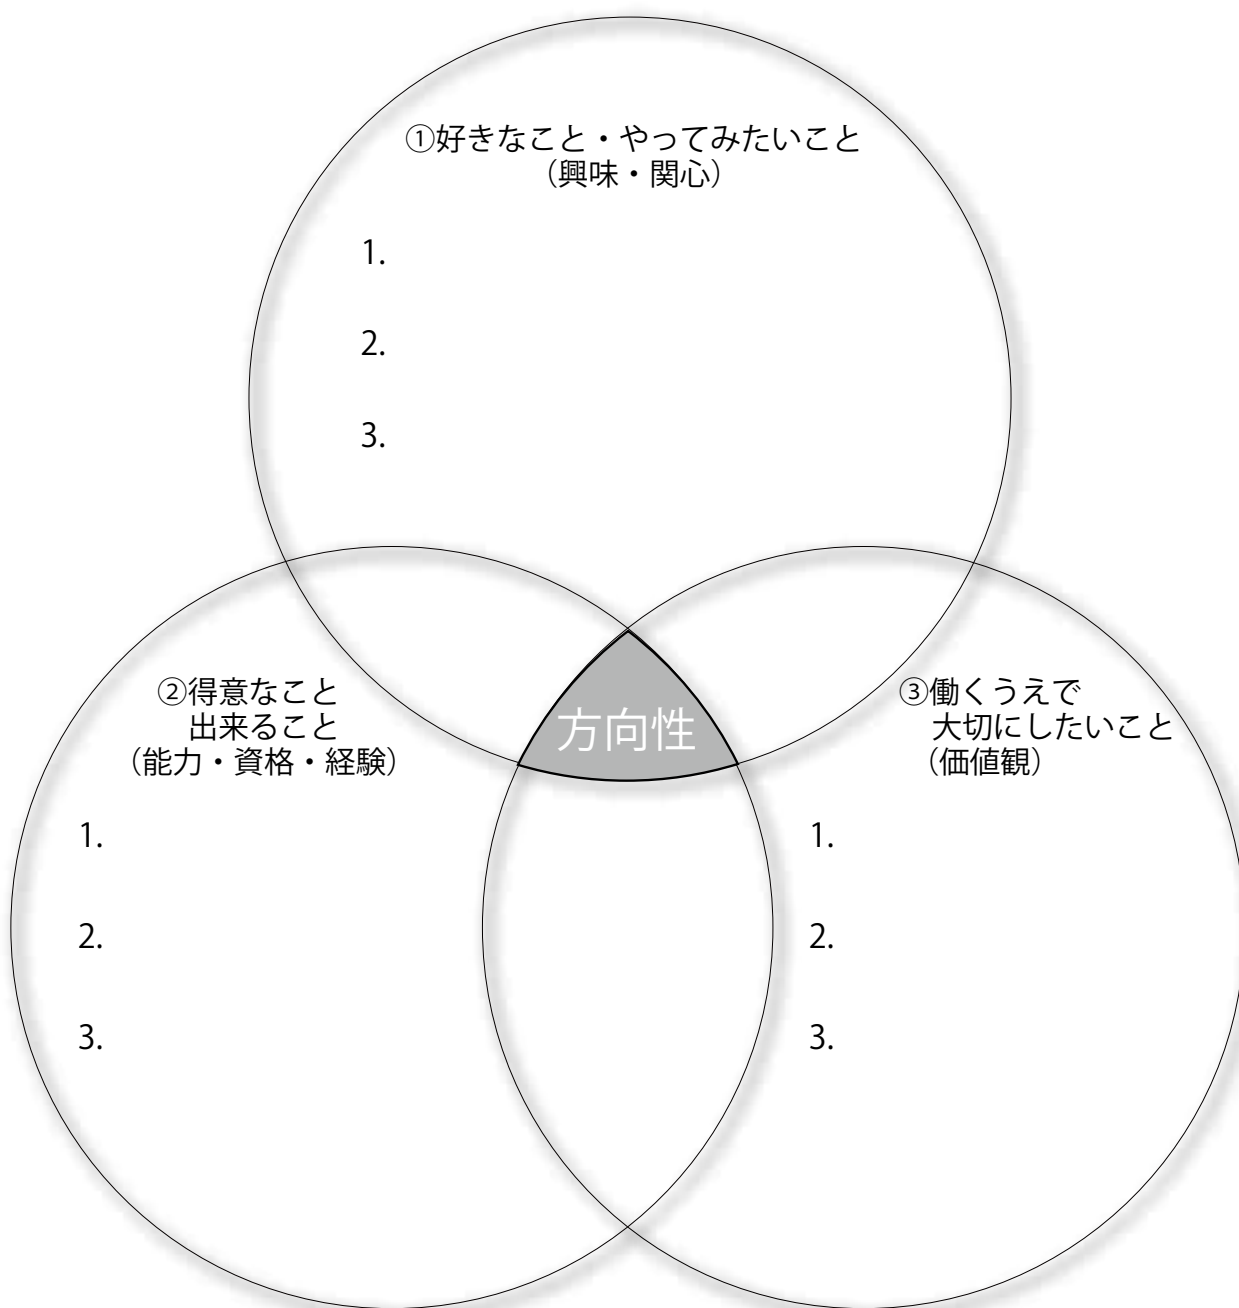 ①好きなこと・やってみたいこと
（興味・関心）
1.
2.
3.
方向性
②得意なこと
出来ること
（能力・資格・経験）
1.
2.
3.
③働くうえで
大切にしたいこと
（価値観）
1.
2.
3.